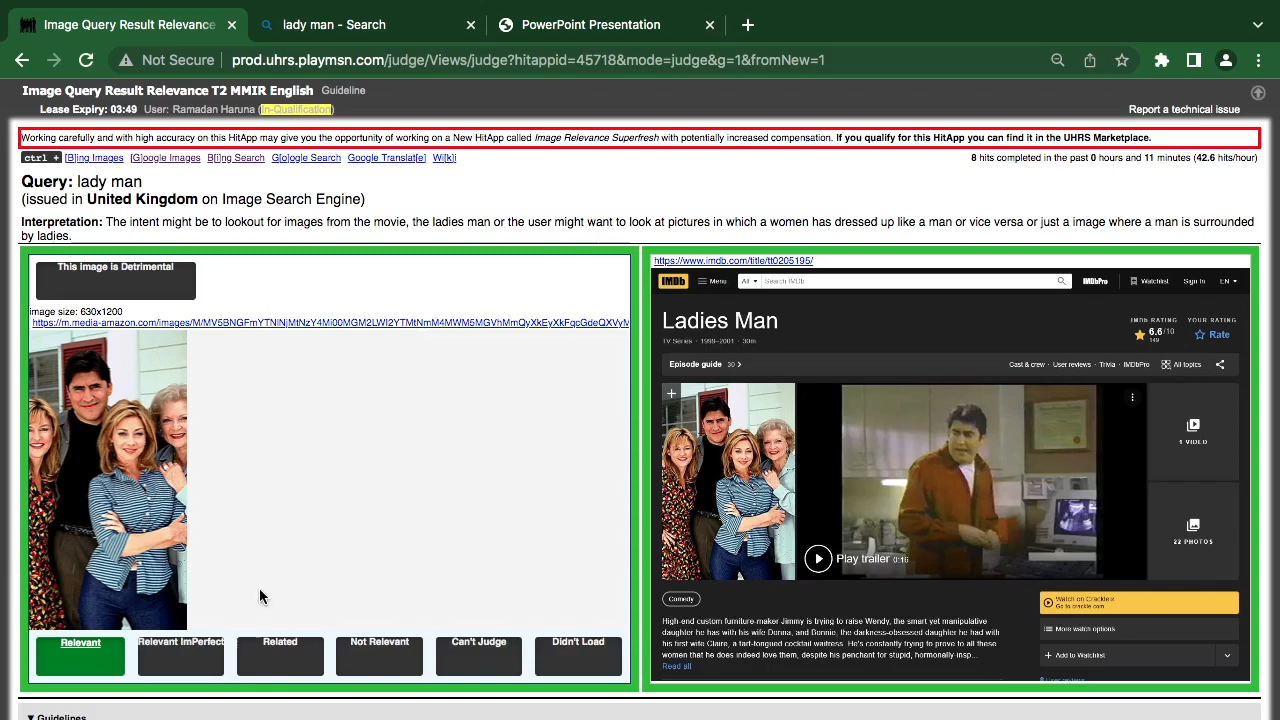 Image Query Result Relevance
lady man - Search
PowerPoint Presentation
Not Secure
prod.uhrs.playmsn.com/judge/Views/judge?hitappid=45718&mode=judge&g=1&fromNew=1
Image Query Result Relevance T2 MMIR English Guideline
Lease Expiry: 03:49 User: Ramadan Haruna (In-Qualification)
Report a technical issue
Working carefully and with high accuracy on this HitApp may give you the opportunity of working on a New HitApp called Image Relevance Superfresh with potentially increased compensation. If you qualify for this HitApp you can find it in the UHRS Marketplace.
ctrl + [B]ing Images [G]oogle Images B[i]ng Search G[o]ogle Search Google Translat[e] Wi[k]i
8 hits completed in the past 0 hours and 11 minutes (42.6 hits/hour)
Query: lady man
(issued in United Kingdom on Image Search Engine)
Interpretation: The intent might be to lookout for images from the movie, the ladies man or the user might want to look at pictures in which a women has dressed up like a man or vice versa or just a image where a man is surrounded
by ladies.
This image is Detrimental
image size: 630x1200
Relevant
Relevant ImPerfect
Related
Not Relevant
Can't Judge
Didn't Load
https://www.imdb.com/title/tt0205195/
IMDb Menu All Search IMDb IMDbPro Watchlist Sign In EN
Ladies Man
TV Series · 1999–2001 · 30m
IMDb RATING
6.6/10
149
YOUR RATING
Rate
Episode guide 30
Cast & crew · User reviews · Trivia · IMDbPro All topics
1 VIDEO
22 PHOTOS
Play trailer 0:16
Comedy
High-end custom furniture-maker Jimmy is trying to raise Wendy, the smart yet manipulative
daughter he has with his wife Donna, and Bonnie, the darkness-obsessed daughter he had with
his first wife Claire, a fart-tongued cocktail waitress. He's constantly trying to prove to all these
women that he does indeed love them, despite his penchant for stupid, hormonally insp...
Read all
Watch on Crackle
Go to crackle.com
More watch options
Add to Watchlist
User reviews
Guidelines